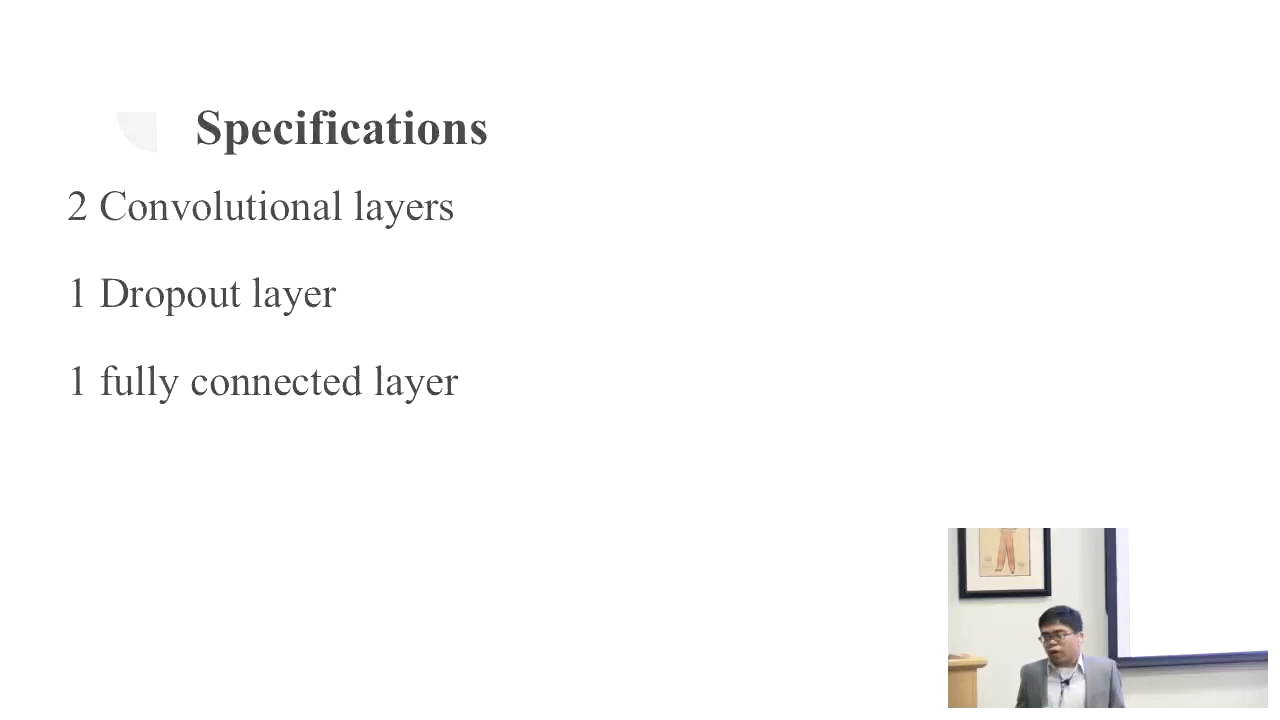 Specifications
2 Convolutional layers
1 Dropout layer
1 fully connected layer